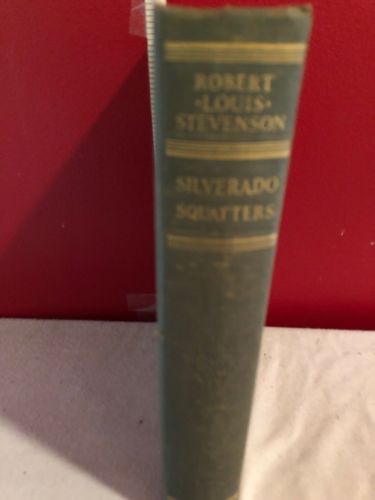 ROBERT
·LOUIS·
STEVENSON
SILVERADO
SQUATTERS